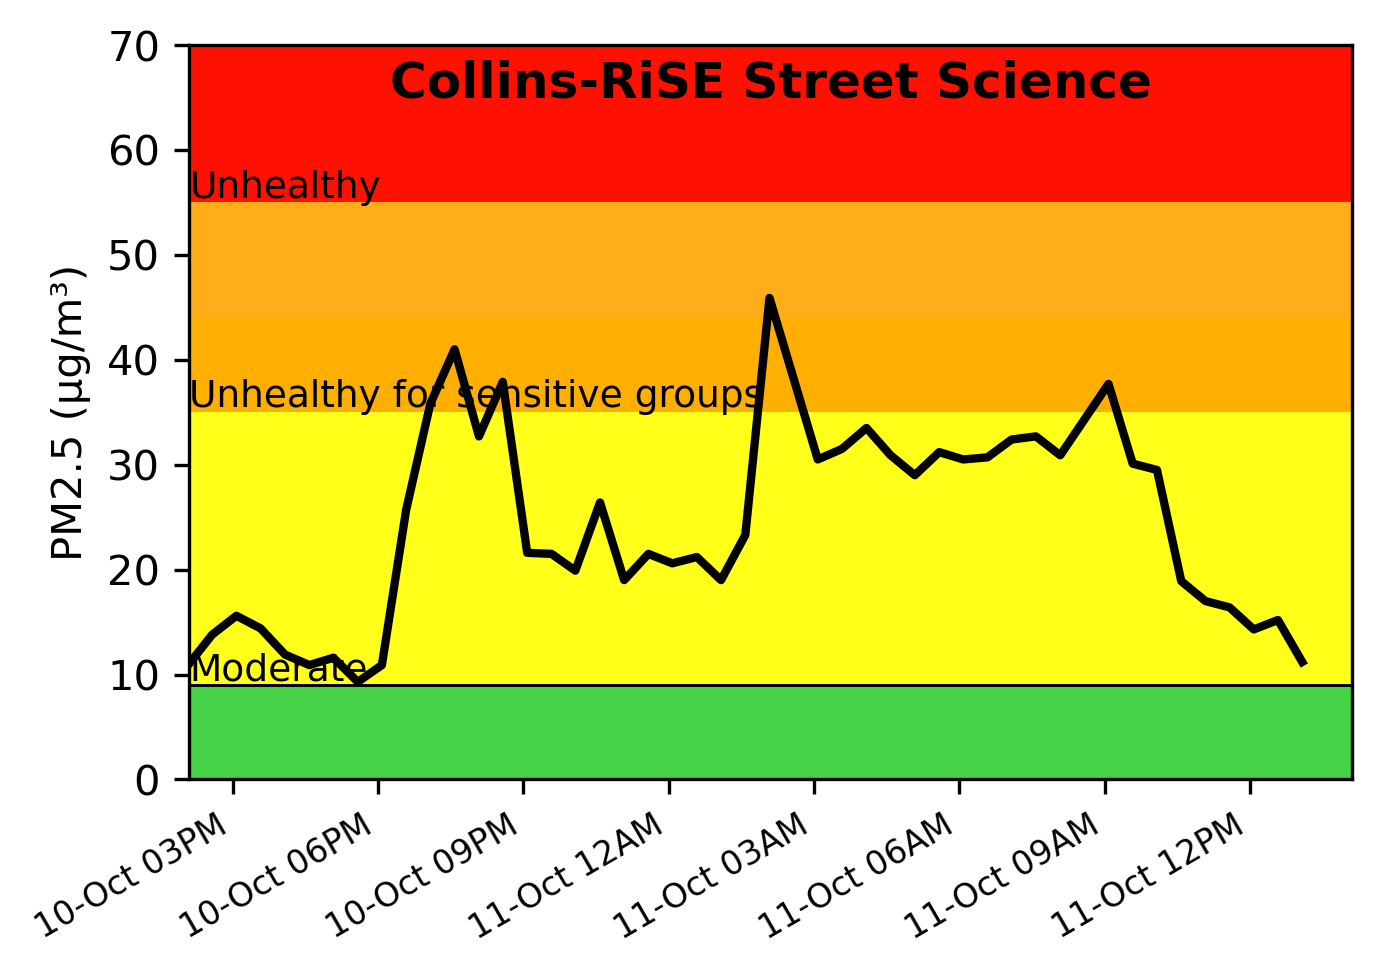 Collins-RiSE Street Science
70
60
Unhealthy
50
40
Unhealthy for sensitive groups
30
20
Moderate
10
0
PM2.5 (µg/m³)
10-Oct 03PM
10-Oct 06PM
10-Oct 09PM
11-Oct 12AM
11-Oct 03AM
11-Oct 06AM
11-Oct 09AM
11-Oct 12PM